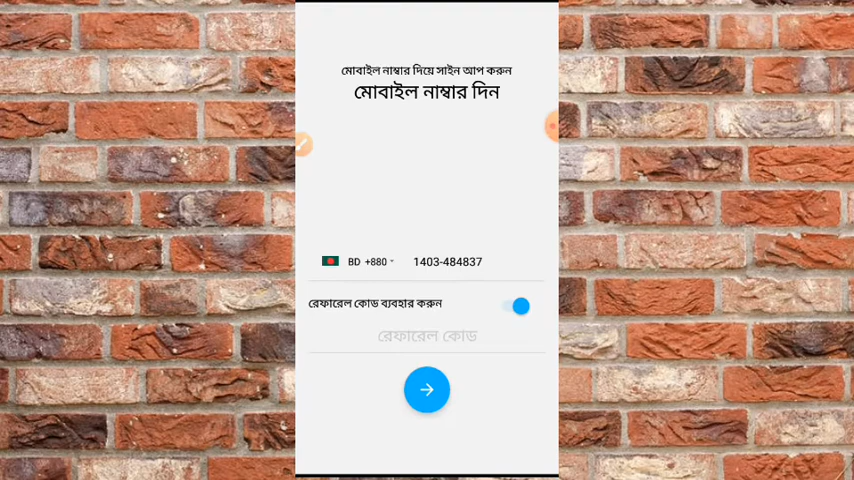 মোবাইল নাম্বার দিয়ে সাইন আপ করুন
মোবাইল নাম্বার দিন
BD +880 1403-484837
রেফারেল কোড ব্যবহার করুন
রেফারেল কোড